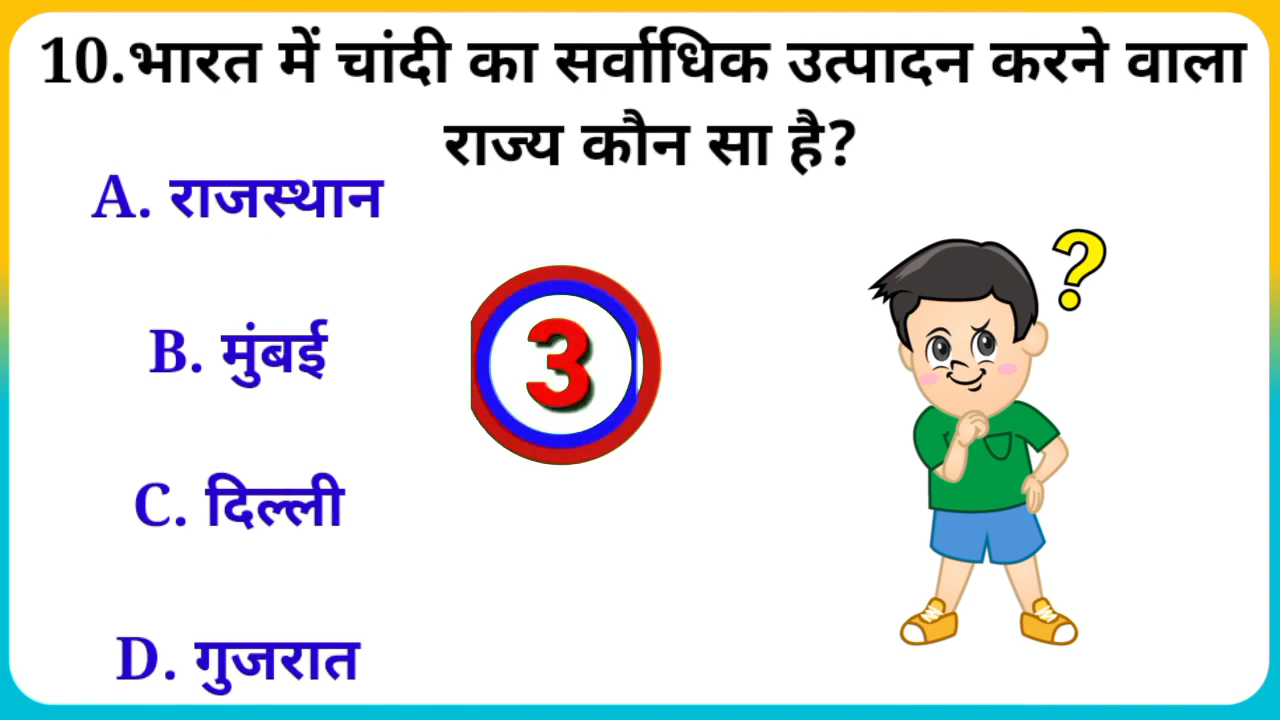 10.भारत में चांदी का सर्वाधिक उत्पादन करने वाला
राज्य कौन सा है?
A. राजस्थान
B. मुंबई
3
C. दिल्ली
D. गुजरात
?